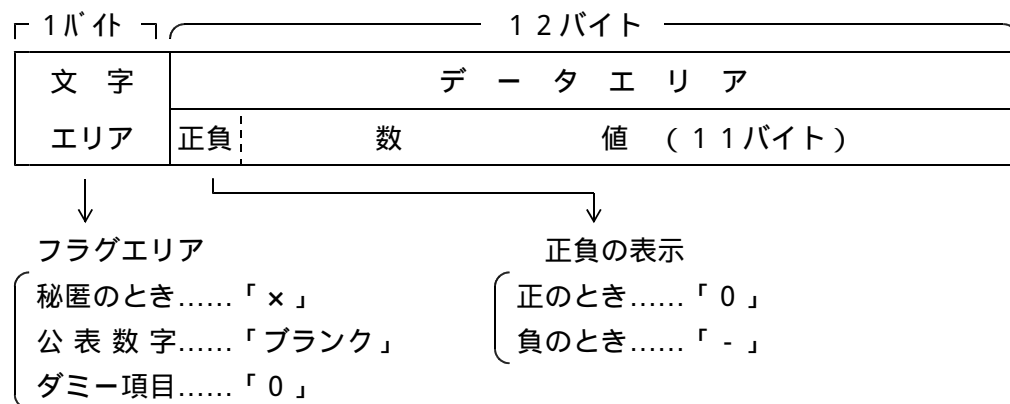 1バイト 12バイト
文字 データエリア
エリア 正負 数値(11バイト)
フラグエリア 正負の表示
秘匿のとき……「×」 正のとき……「0」
公表数字……「ブランク」 負のとき……「-」
ダミー項目……「0」